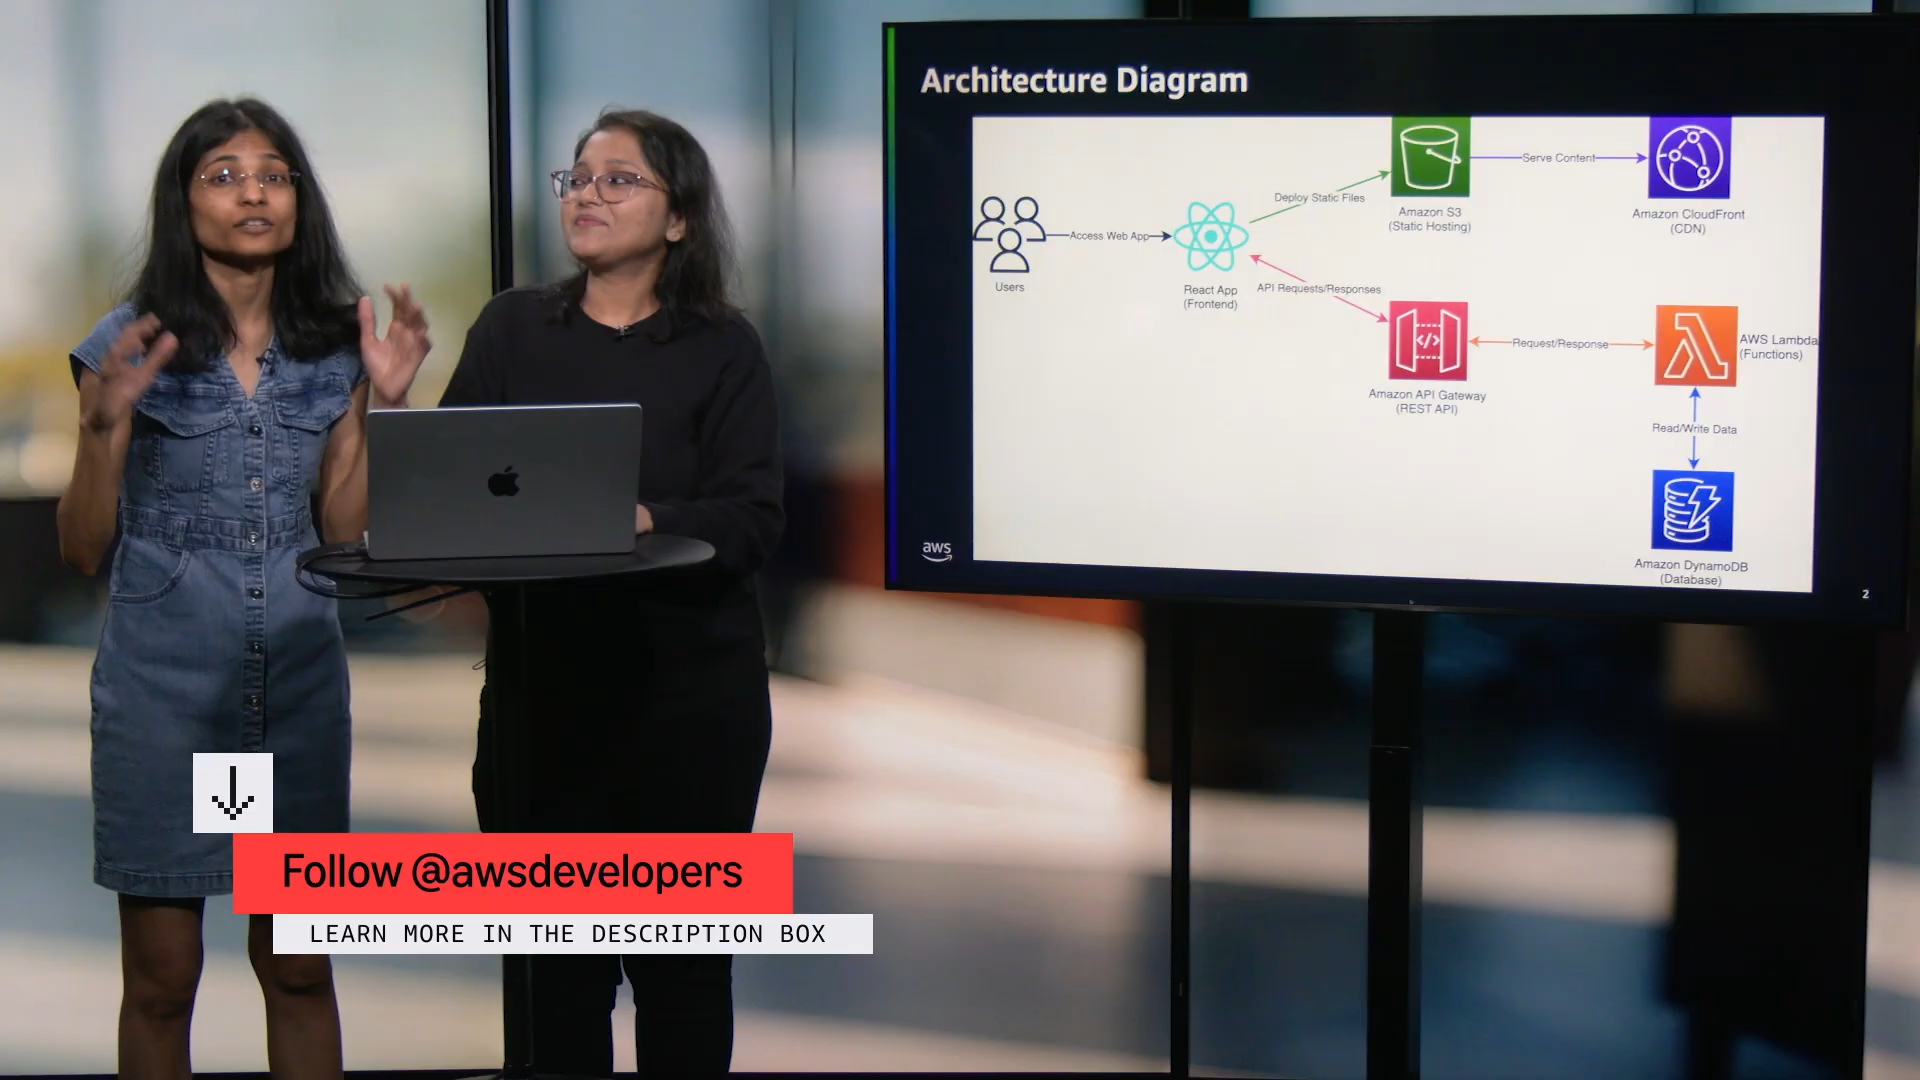 Architecture Diagram
Serve Content
Deploy Static Files
Amazon S3
(Static Hosting)
Amazon CloudFront
(CDN)
Access Web App
Users
React App
(Frontend)
API Requests/Responses
Request/Response
AWS Lambda
(Functions)
Amazon API Gateway
(REST API)
Read/Write Data
Amazon DynamoDB
(Database)
aws
2
Follow @awsdevelopers
LEARN MORE IN THE DESCRIPTION BOX